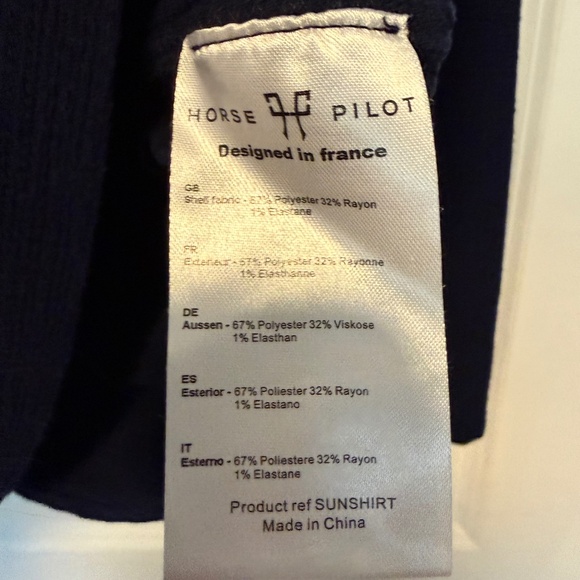 HORSE PILOT
Designed in france
GB
Shell fabric - 67% Polyester 32% Rayon
1% Elastane
FR
Exterieur - 67% Polyester 32% Rayonne
1% Elasthanne
DE
Aussen - 67% Polyester 32% Viskose
1% Elasthan
ES
Esterior - 67% Poliester 32% Rayon
1% Elastano
IT
Esterno - 67% Poliestere 32% Rayon
1% Elastane
Product ref SUNSHIRT
Made in China